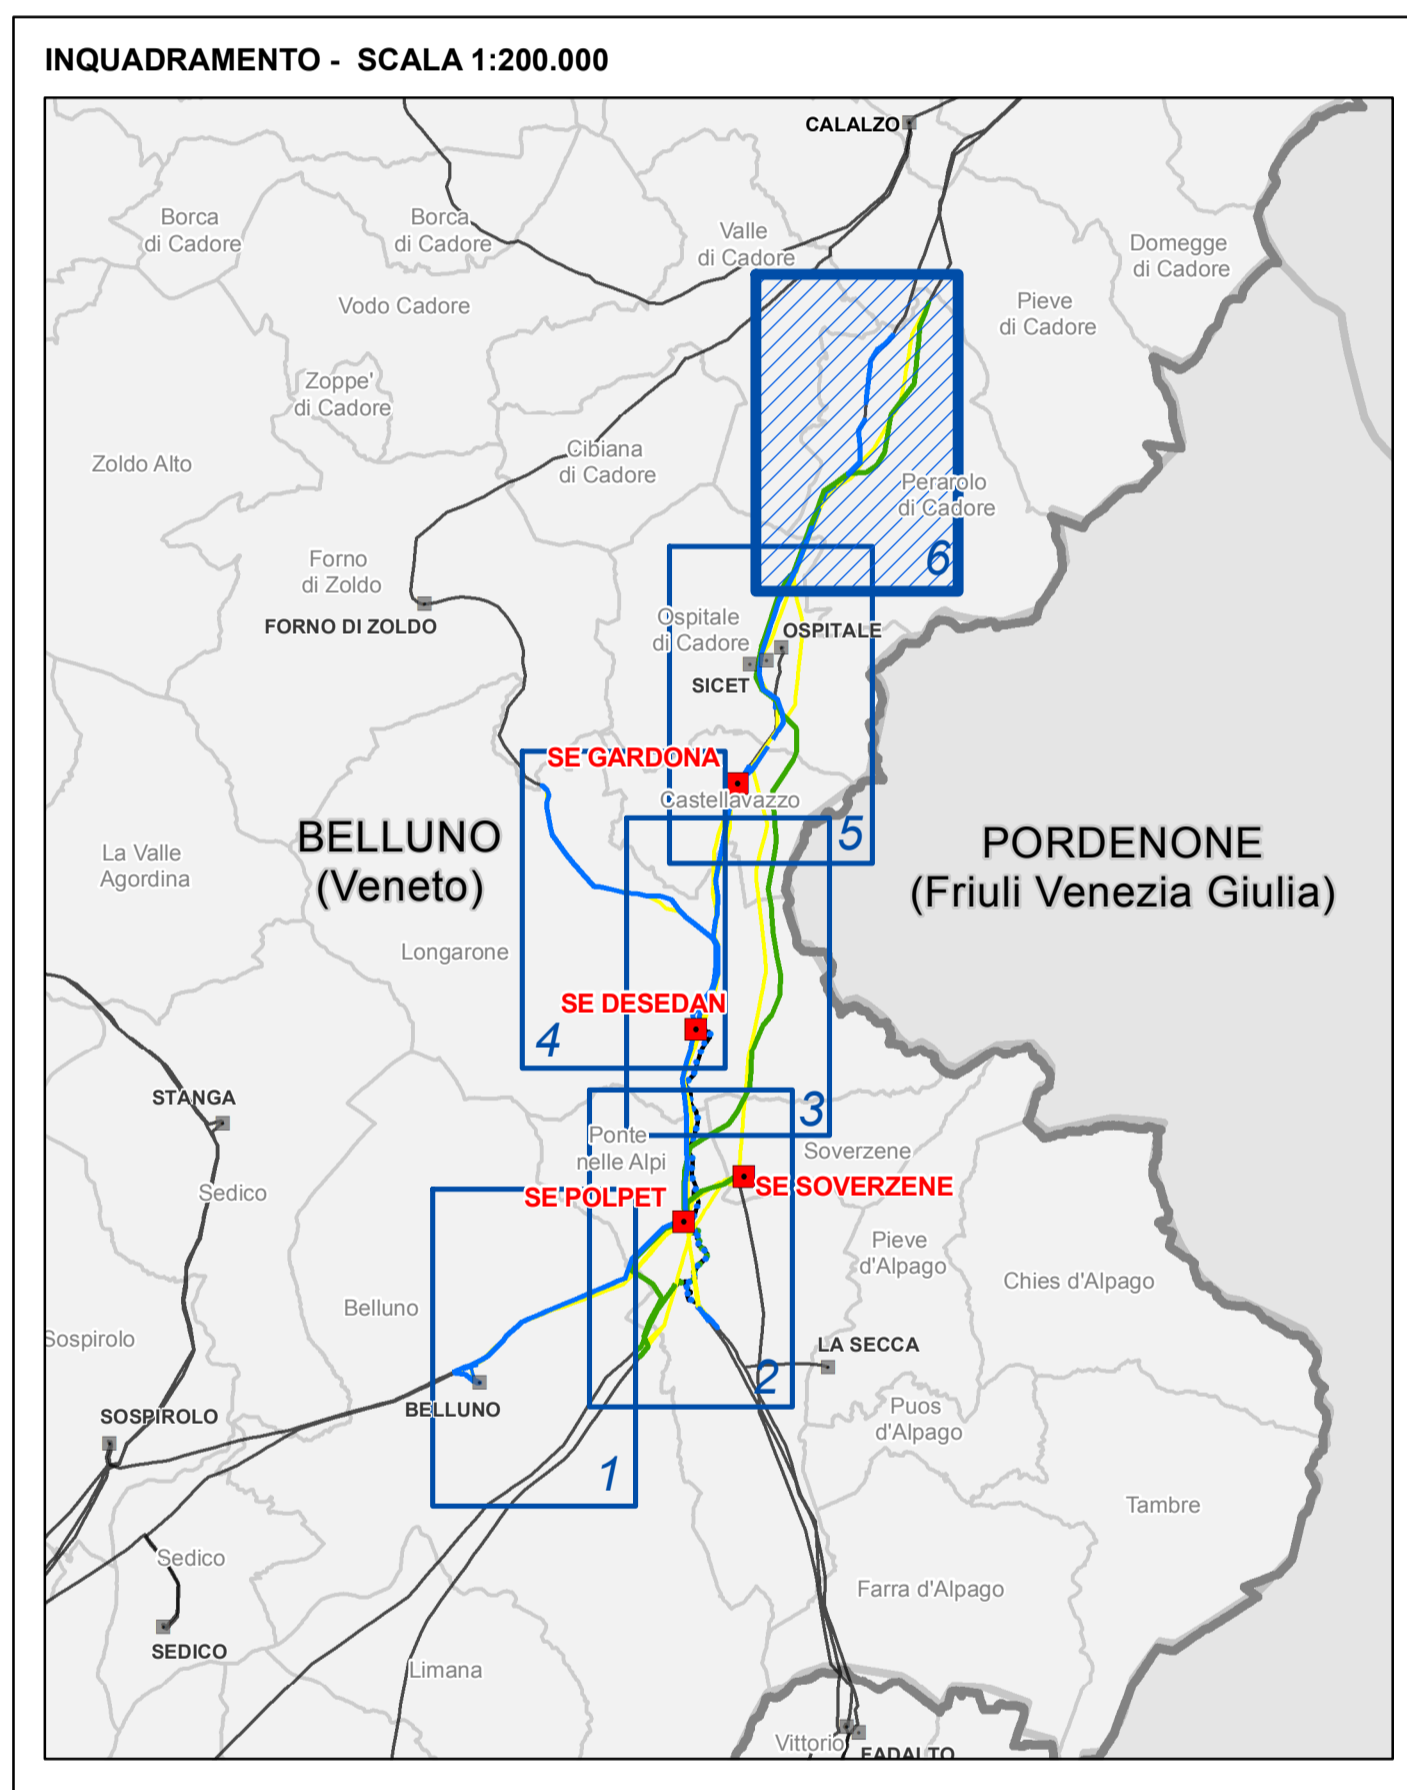 INQUADRAMENTO - SCALA 1:200.000
CALALZO
Borca
di Cadore
Borca
di Cadore
Valle
di Cadore
Domegge
di Cadore
Vodo Cadore
Pieve
di Cadore
Zoppe'
di Cadore
Zoldo Alto
Cibiana
di Cadore
Perarolo
di Cadore
6
Forno
di Zoldo
FORNO DI ZOLDO
Ospitale
di Cadore
OSPITALE
SICET
SE GARDONA
Castellavazzo
5
BELLUNO
(Veneto)
PORDENONE
(Friuli Venezia Giulia)
La Valle
Agordina
Longarone
SE DESEDAN
4
STANGA
3
Ponte
nelle Alpi
Soverzene
Sedico
SE POLPET
SE SOVERZENE
Pieve
d'Alpago
Chies d'Alpago
Belluno
Sospirolo
LA SECCA
2
BELLUNO
SOSPIROLO
Puos
d'Alpago
1
Tambre
Sedico
Farra d'Alpago
SEDICO
Limana
Vittorio
FADALTO